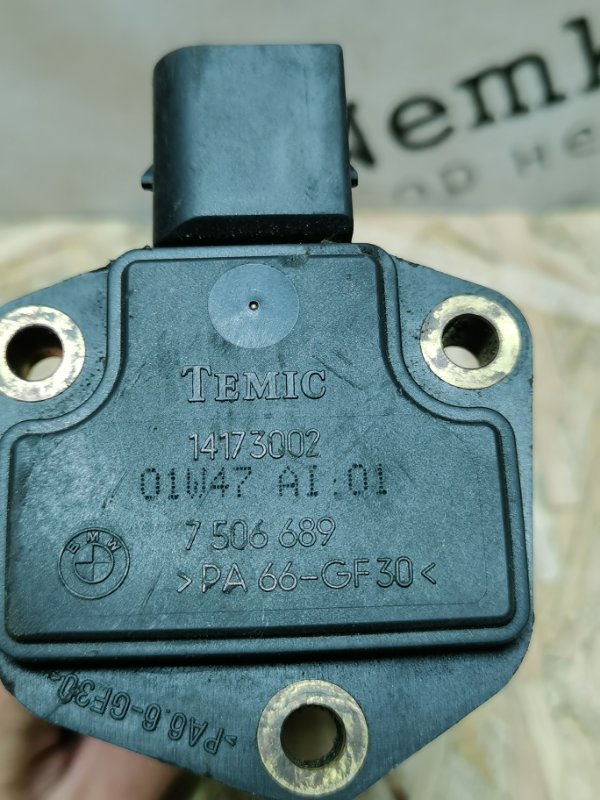 TEMIC
14173002
01W47 AI:01
7 506 689
BMW
>PA 66-GF30<
>PA6.6-GF30<